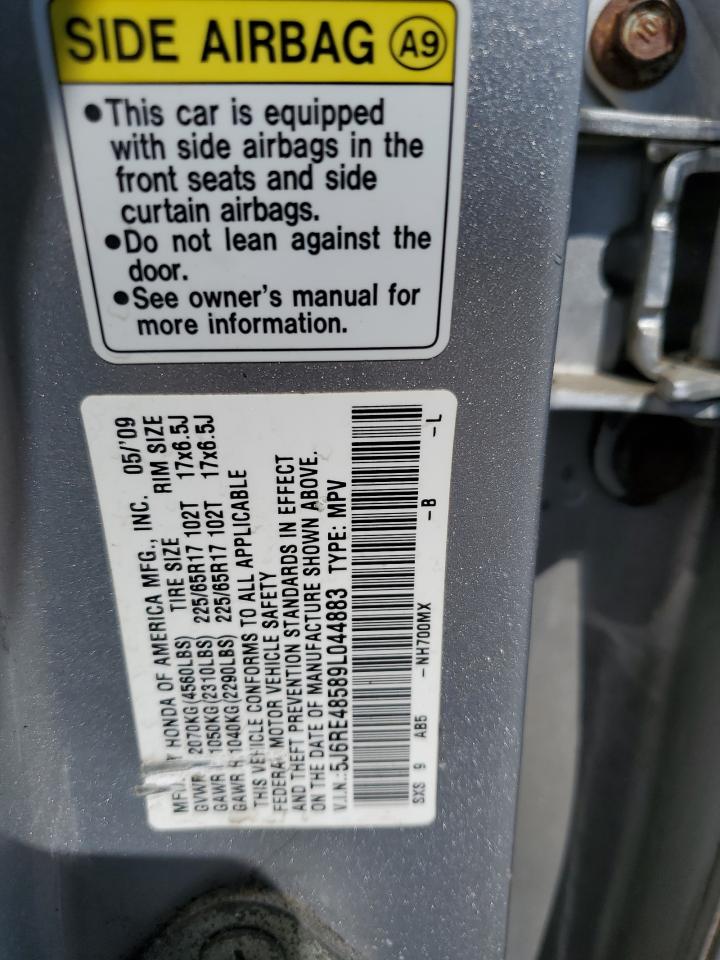 SIDE AIRBAG A9
●This car is equipped
with side airbags in the
front seats and side
curtain airbags.
●Do not lean against the
door.
●See owner's manual for
more information.
Y HONDA OF AMERICA MFG., INC. 05/'09
GVWR 2070KG(4560LBS) TIRE SIZE RIM SIZE
GAWR 1050KG(2310LBS) 225/65R17 102T 17x6.5J
GAWR R 1040KG(2290LBS) 225/65R17 102T 17x6.5J
THIS VEHICLE CONFORMS TO ALL APPLICABLE
FEDERAL MOTOR VEHICLE SAFETY
AND THEFT PREVENTION STANDARDS IN EFFECT
ON THE DATE OF MANUFACTURE SHOWN ABOVE.
V.I.N.:5J6RE48589L044883 TYPE: MPV
SXS 9 AB5 -NH700MX -B -L